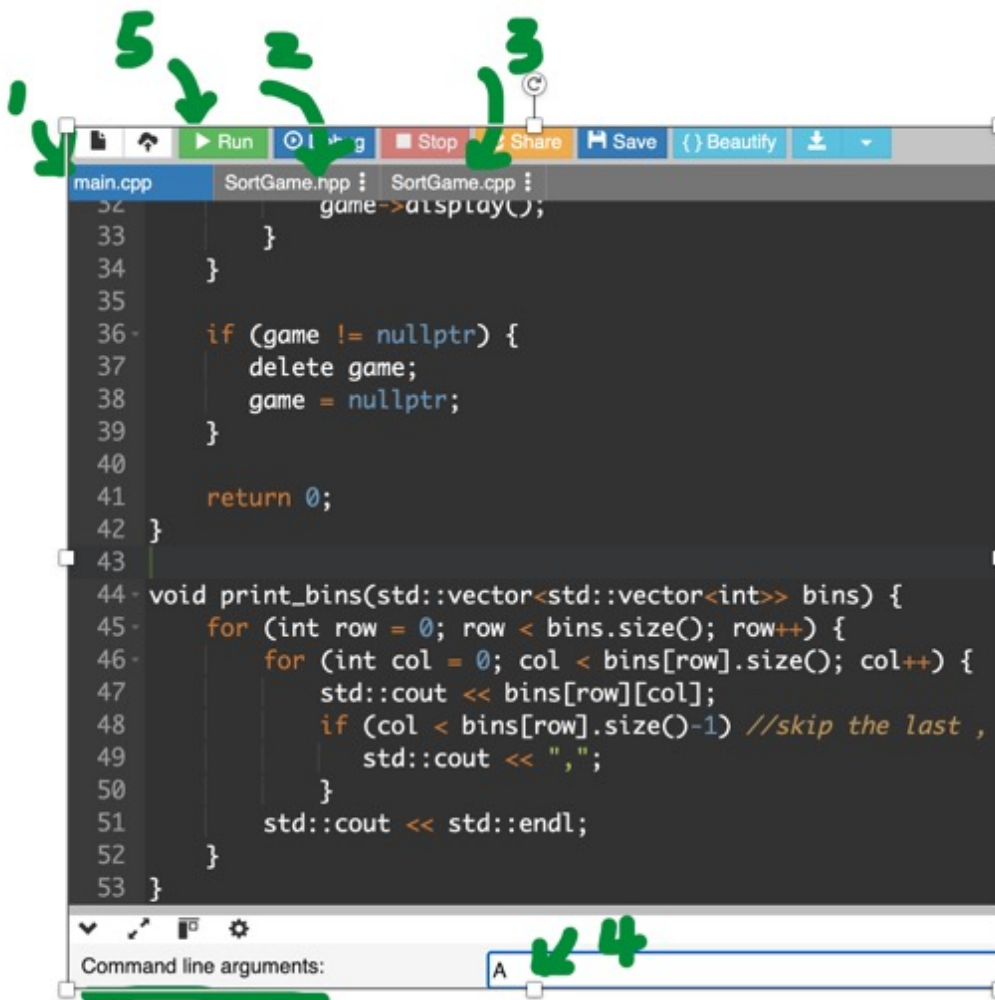 5 2 3
1
Run Debug Stop Share Save { } Beautify
main.cpp SortGame.hpp SortGame.cpp
32 game->display();
33 }
34 }
35
36 if (game != nullptr) {
37 delete game;
38 game = nullptr;
39 }
40
41 return 0;
42 }
43
44 void print_bins(std::vector<std::vector<int>> bins) {
45 for (int row = 0; row < bins.size(); row++) {
46 for (int col = 0; col < bins[row].size(); col++) {
47 std::cout << bins[row][col];
48 if (col < bins[row].size()-1) //skip the last ,
49 std::cout << ",";
50 }
51 std::cout << std::endl;
52 }
53 }
4
Command line arguments: A